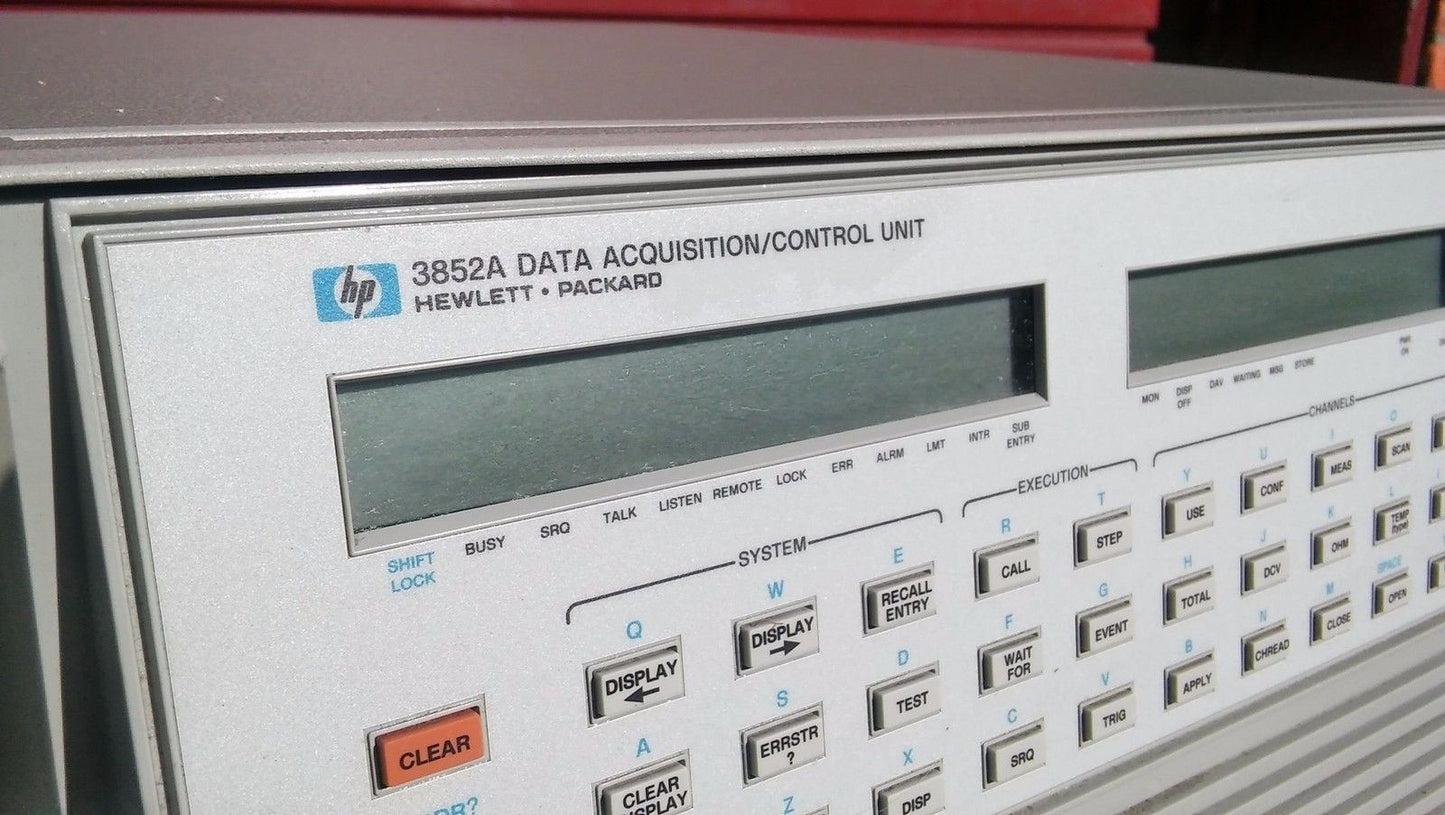 hp
3852A DATA ACQUISITION/CONTROL UNIT
HEWLETT • PACKARD
SHIFT LOCK
BUSY
SRQ
TALK
LISTEN
REMOTE
LOCK
ERR
ALRM
LMT
INTR
SUB ENTRY
MON
DISP OFF
DAV
WAITING
MSG
STORE
PWR ON
SYSTEM
EXECUTION
CHANNELS
Q
W
E
R
T
Y
U
I
O
DISPLAY ←
DISPLAY →
RECALL ENTRY
CALL
STEP
USE
CONF
MEAS
SCAN
A
S
D
F
G
H
J
K
L
CLEAR DISPLAY
ERRSTR ?
TEST
WAIT FOR
EVENT
TOTAL
DCV
OHM
TEMP (type)
Z
X
C
V
B
N
M
SPACE
DISP
SRQ
TRIG
APPLY
CHREAD
CLOSE
OPEN
CLEAR